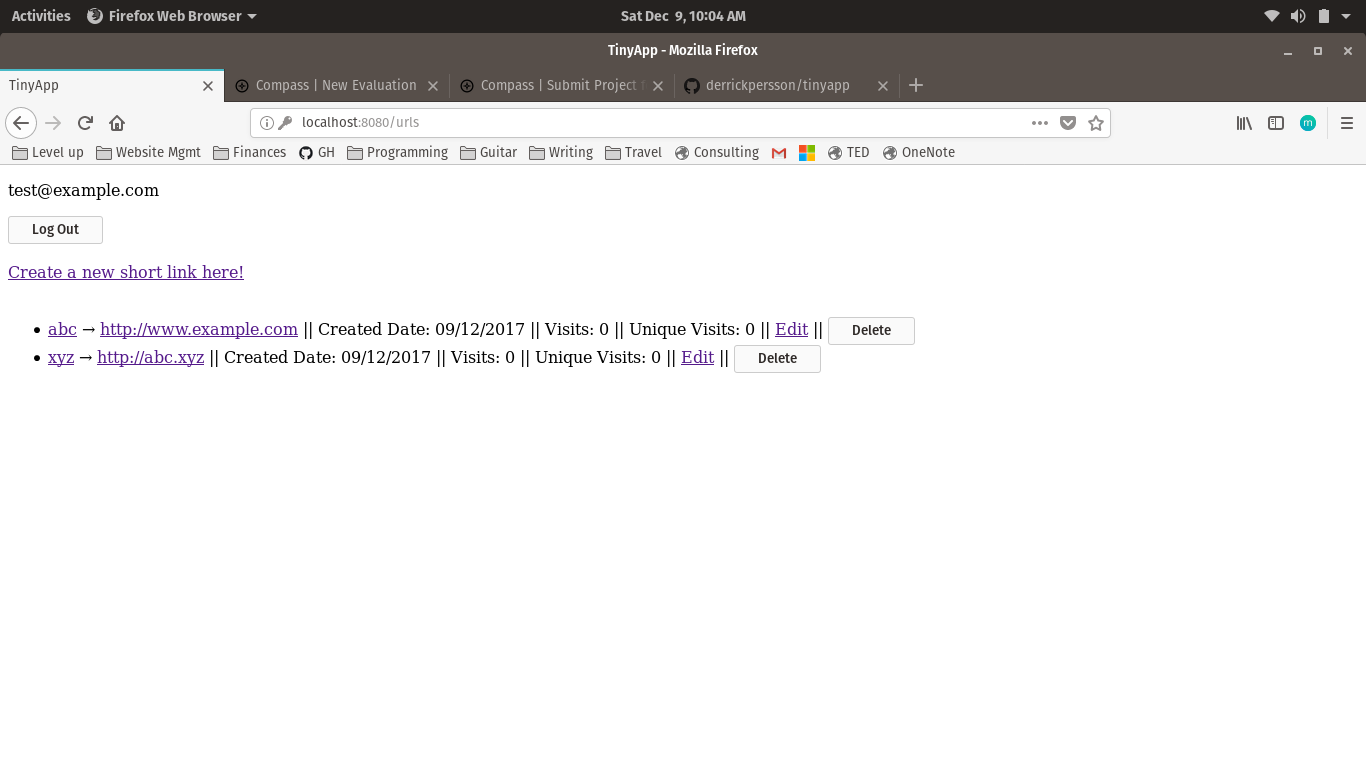 Activities Firefox Web Browser Sat Dec 9, 10:04 AM
TinyApp - Mozilla Firefox
TinyApp Compass | New Evaluation Compass | Submit Project derrickpersson/tinyapp
localhost:8080/urls m
Level up Website Mgmt Finances GH Programming Guitar Writing Travel Consulting TED OneNote
test@example.com
Log Out
Create a new short link here!
abc → http://www.example.com || Created Date: 09/12/2017 || Visits: 0 || Unique Visits: 0 || Edit || Delete
xyz → http://abc.xyz || Created Date: 09/12/2017 || Visits: 0 || Unique Visits: 0 || Edit || Delete